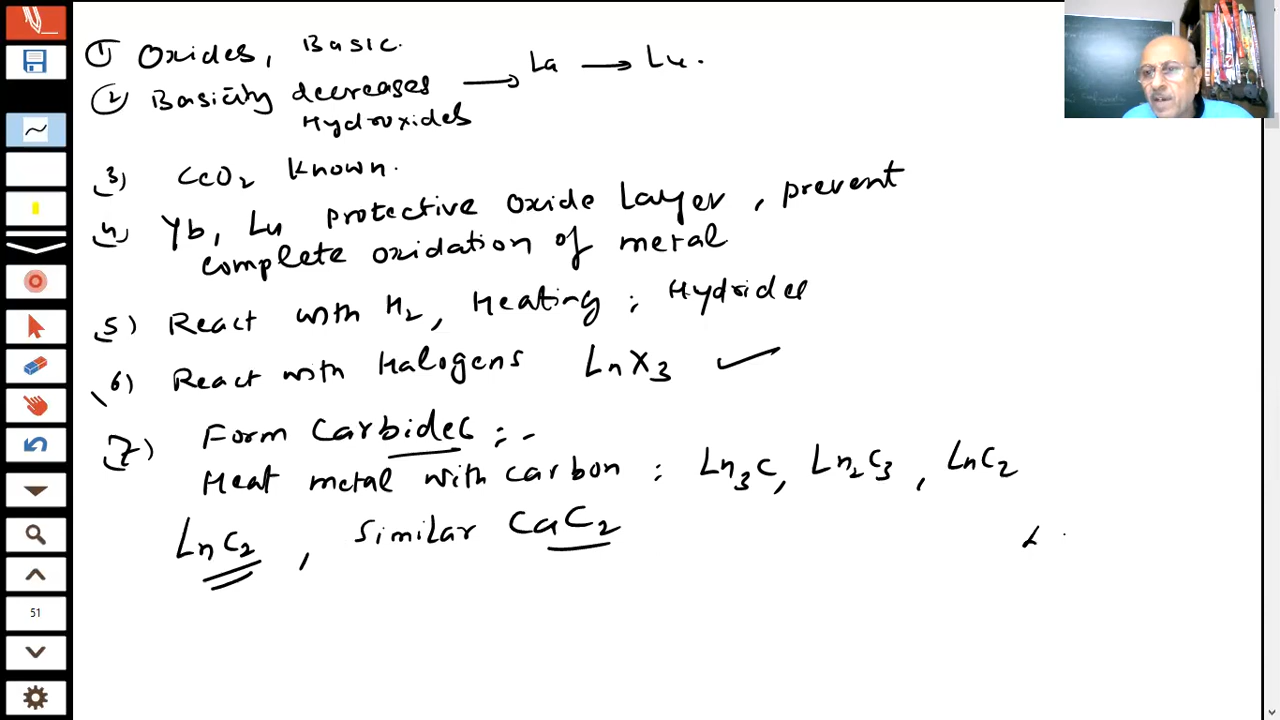 ① Oxides, Basic.
② Basicity decreases → La → Lu.
Hydroxides
3) CeO2 Known.
4) Yb, Lu protective oxide Layer, prevent
complete oxidation of metal
5) React with H2, Heating : Hydrides
6) React with Halogens LnX3 ✓
7) Form Carbides :-
Heat metal with carbon : Ln3C, Ln2C3, LnC2
LnC2, Similar CaC2
51